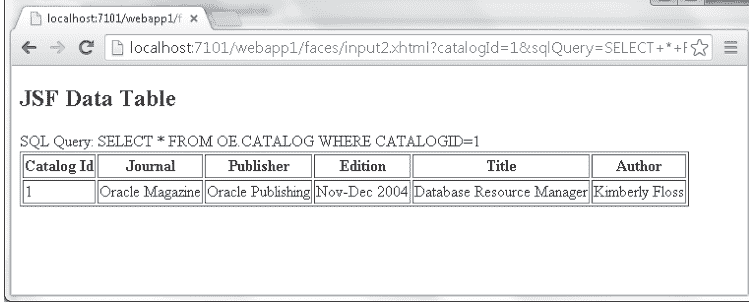 localhost:7101/webapp1/f
localhost:7101/webapp1/faces/input2.xhtml?catalogId=1&sqlQuery=SELECT+*+F
JSF Data Table
SQL Query: SELECT * FROM OE.CATALOG WHERE CATALOGID=1
Catalog Id Journal Publisher Edition Title Author
1 Oracle Magazine Oracle Publishing Nov-Dec 2004 Database Resource Manager Kimberly Floss